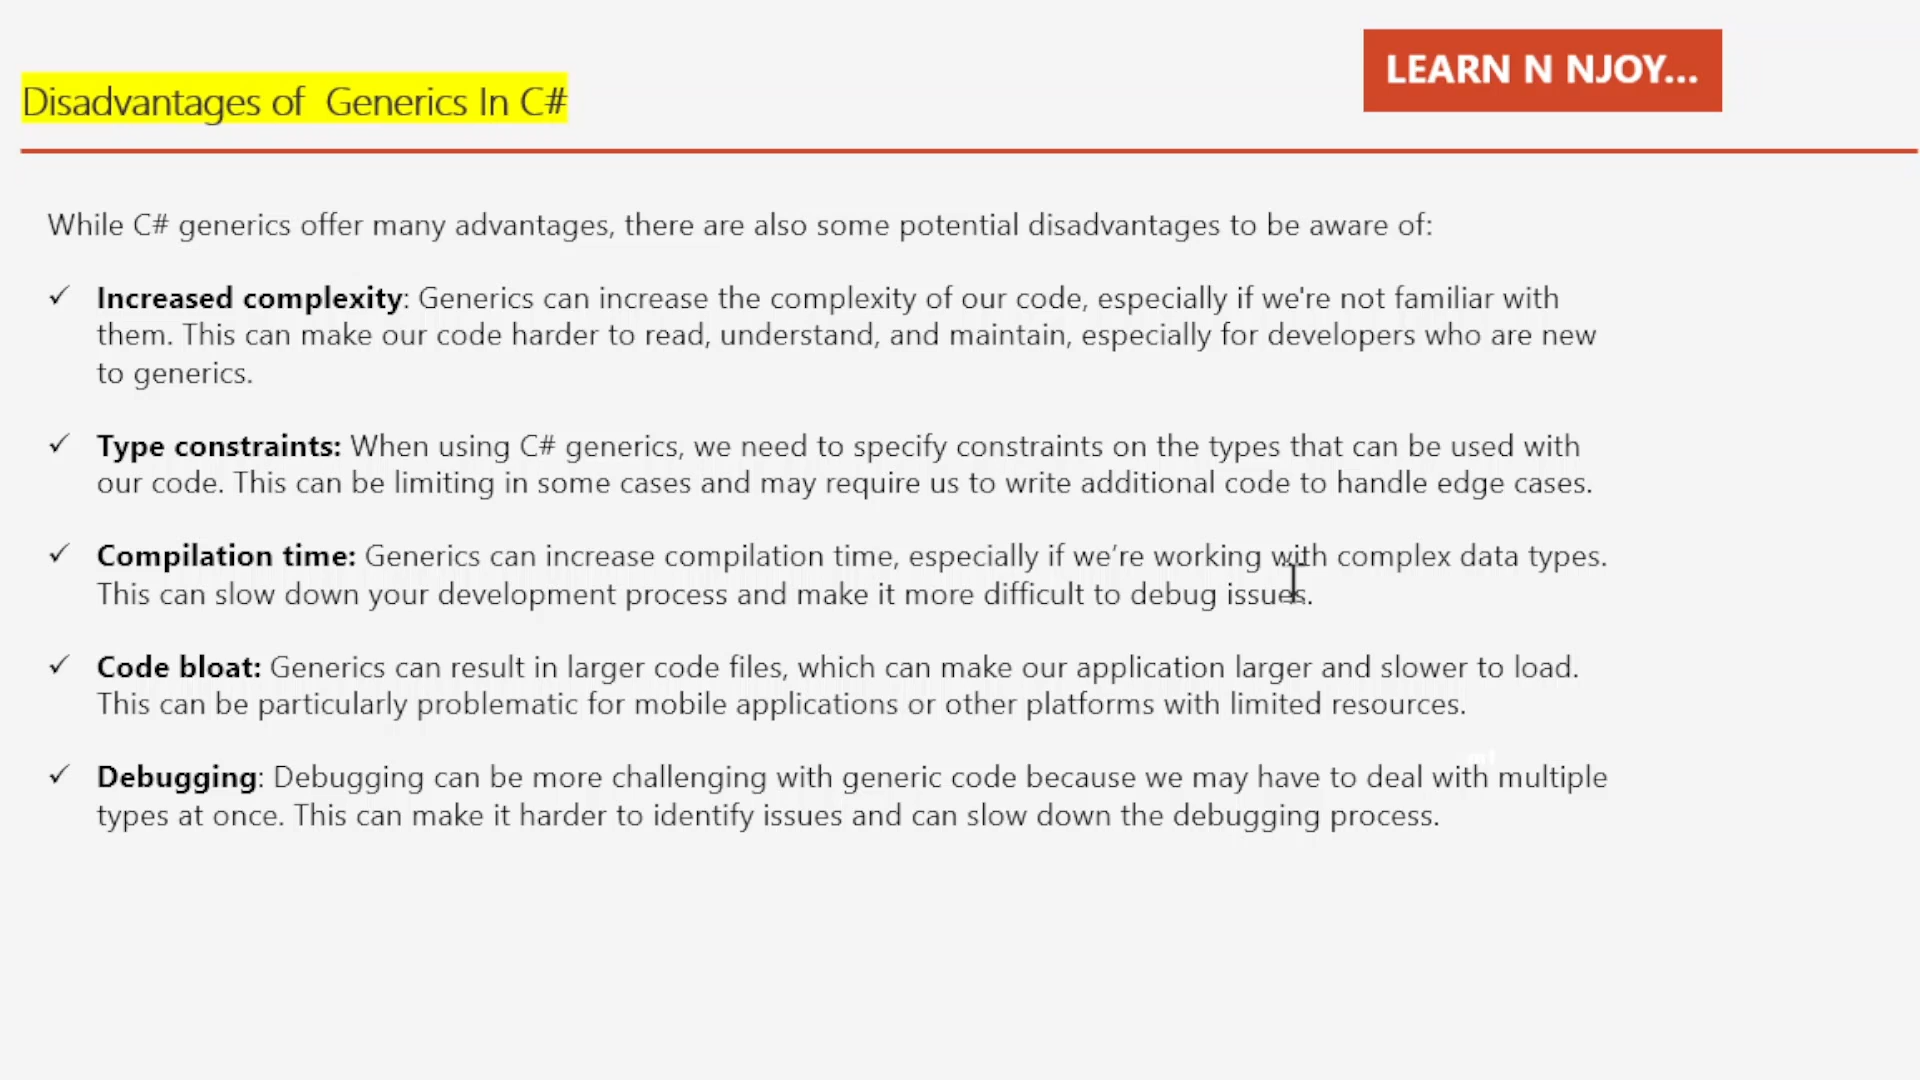 LEARN N NJOY...
Disadvantages of  Generics In C#
While C# generics offer many advantages, there are also some potential disadvantages to be aware of:
✓ Increased complexity: Generics can increase the complexity of our code, especially if we're not familiar with
them. This can make our code harder to read, understand, and maintain, especially for developers who are new
to generics.
✓ Type constraints: When using C# generics, we need to specify constraints on the types that can be used with
our code. This can be limiting in some cases and may require us to write additional code to handle edge cases.
✓ Compilation time: Generics can increase compilation time, especially if we’re working with complex data types.
This can slow down your development process and make it more difficult to debug issues.
✓ Code bloat: Generics can result in larger code files, which can make our application larger and slower to load.
This can be particularly problematic for mobile applications or other platforms with limited resources.
✓ Debugging: Debugging can be more challenging with generic code because we may have to deal with multiple
types at once. This can make it harder to identify issues and can slow down the debugging process.